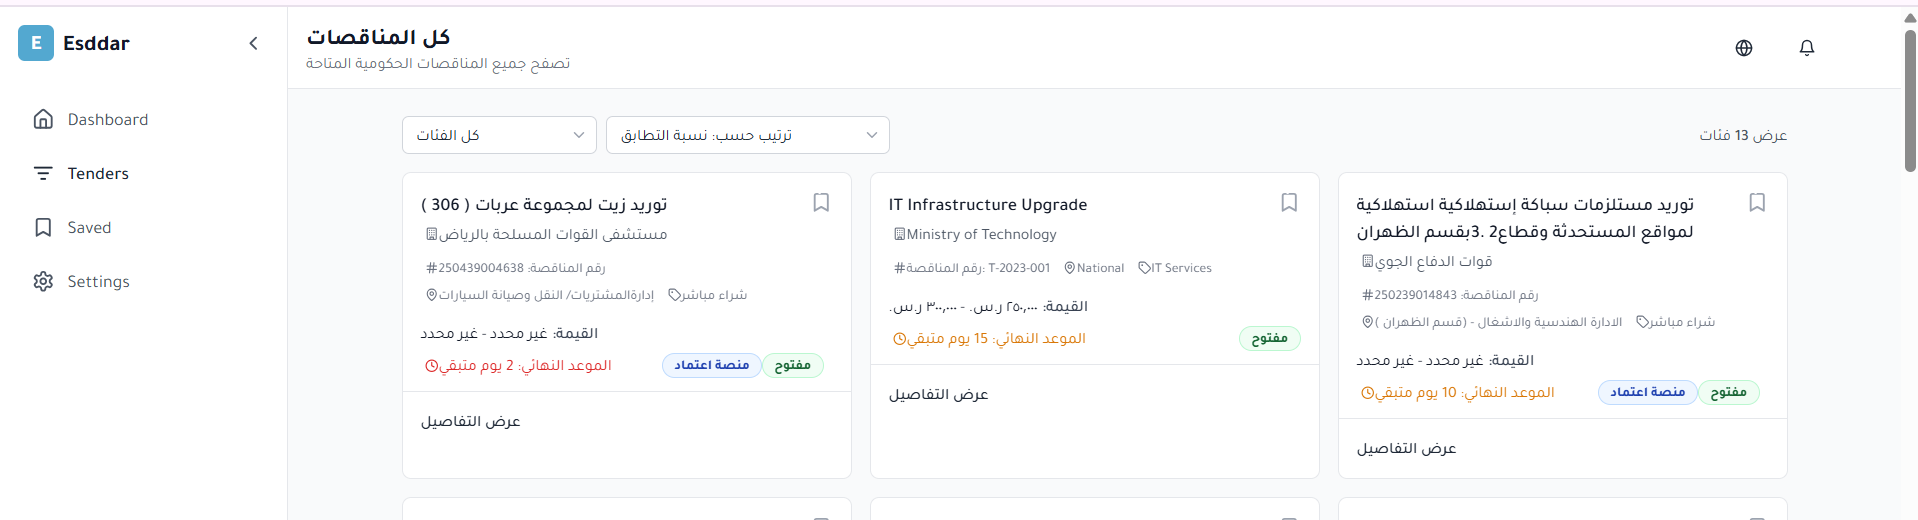 E Esddar
Dashboard
Tenders
Saved
Settings
كل المناقصات
تصفح جميع المناقصات الحكومية المتاحة
كل الفئات
ترتيب حسب: نسبة التطابق
عرض 13 فئات
توريد زيت لمجموعة عربات ( 306 )
مستشفى القوات المسلحة بالرياض
#رقم المناقصة: 250439004638
إدارةالمشتريات/ النقل وصيانة السيارات
شراء مباشر
القيمة: غير محدد - غير محدد
الموعد النهائي: 2 يوم متبقي
منصة اعتماد
مفتوح
عرض التفاصيل
IT Infrastructure Upgrade
Ministry of Technology
#رقم المناقصة: T-2023-001
National
IT Services
القيمة: ٢٥٠,٠٠٠ ر.س. - ٣٠٠,٠٠٠ ر.س.
الموعد النهائي: 15 يوم متبقي
مفتوح
عرض التفاصيل
توريد مستلزمات سباكة إستهلاكية استهلاكية
لمواقع المستحدثة وقطاع2 .3بقسم الظهران
قوات الدفاع الجوي
#رقم المناقصة: 250239014843
الادارة الهندسية والاشغال - (قسم الظهران )
شراء مباشر
القيمة: غير محدد - غير محدد
الموعد النهائي: 10 يوم متبقي
منصة اعتماد
مفتوح
عرض التفاصيل